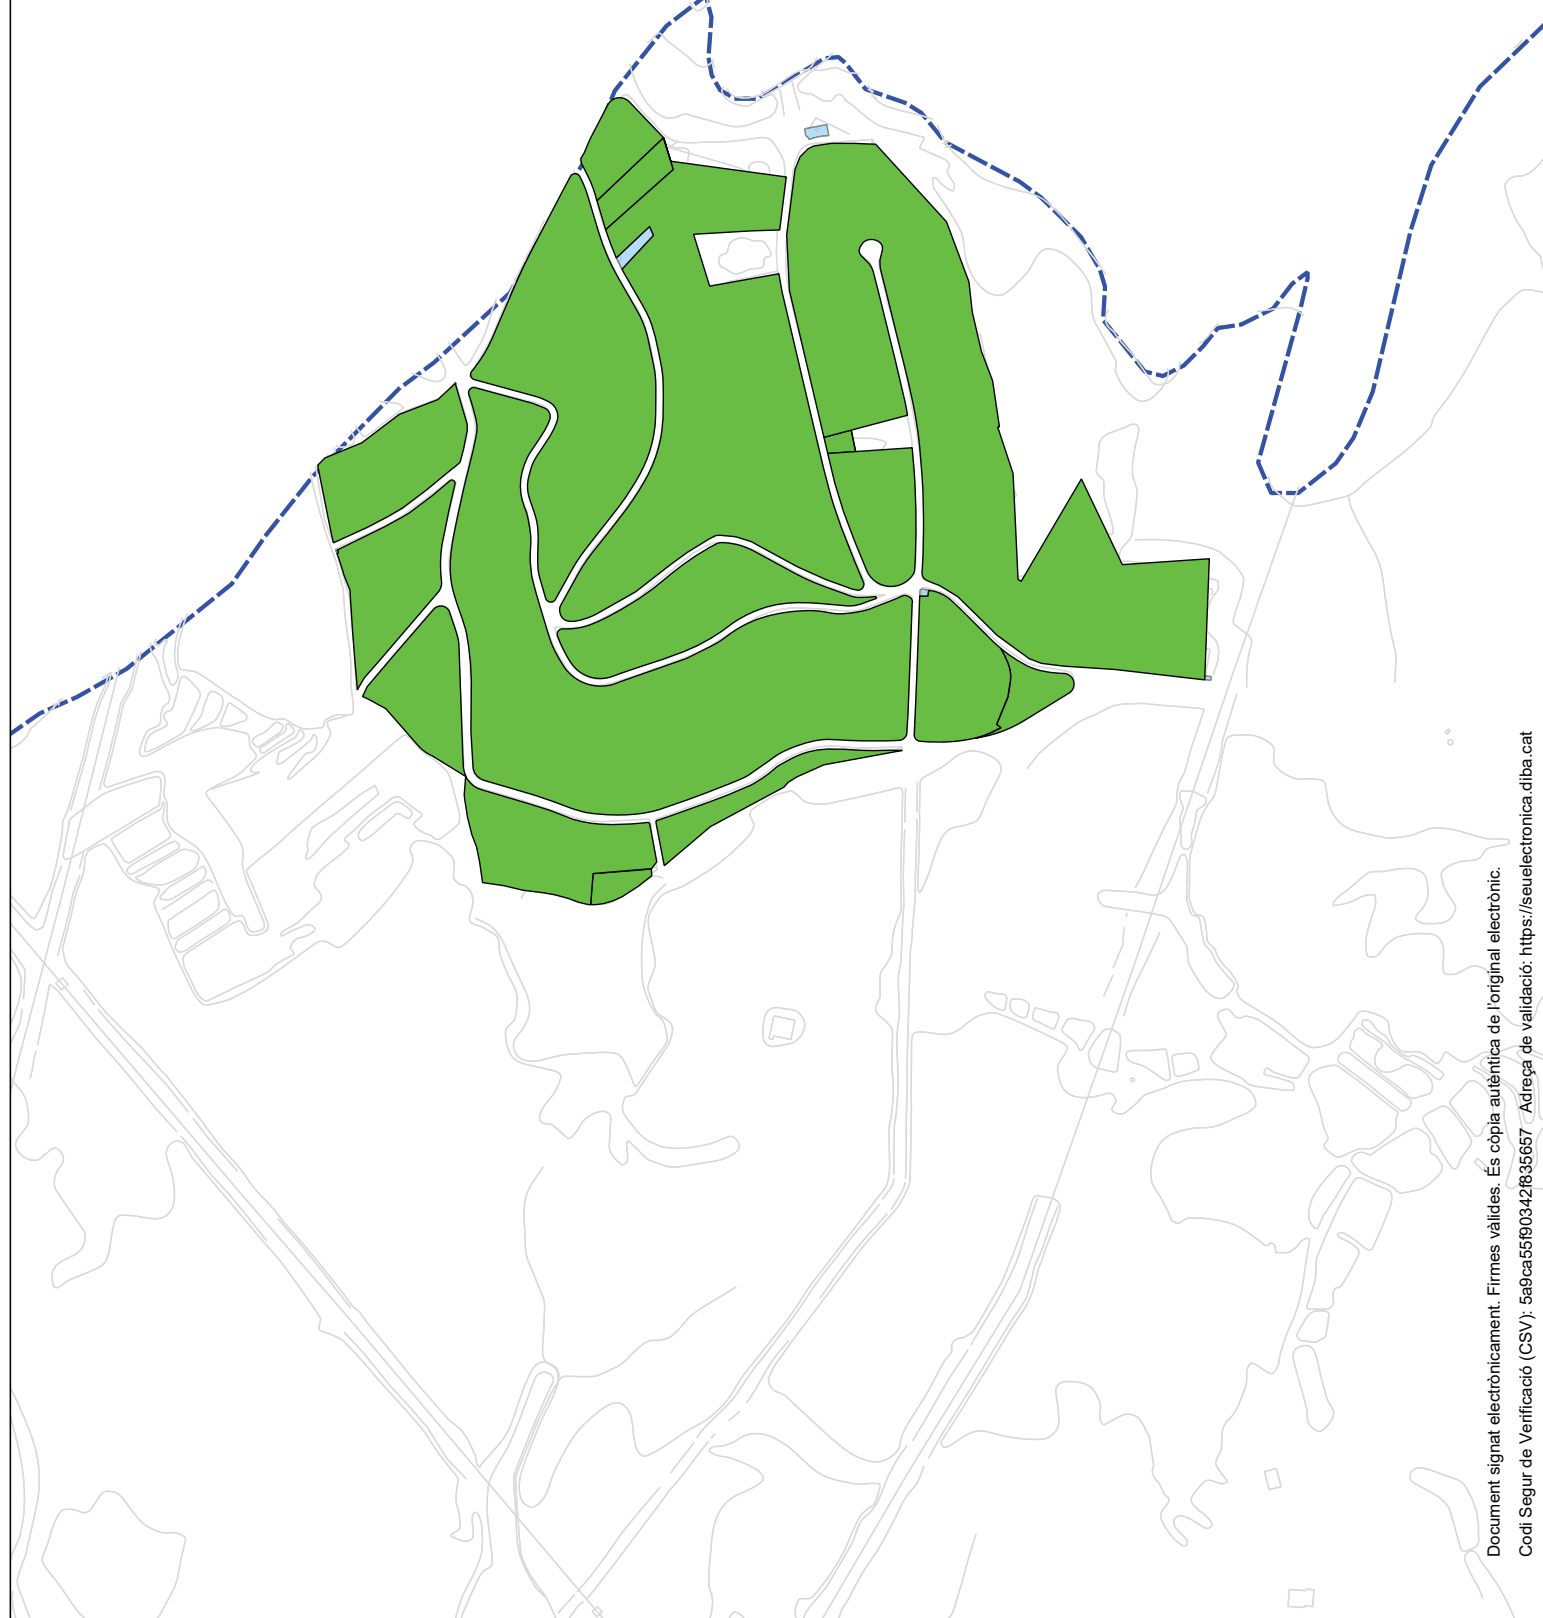 Document signat electrònicament. Firmes vàlides. És còpia autèntica de l'original electrònic.
Codi Segur de Verificació (CSV): 5a9ca55f90342f835657 Adreça de validació: https://seuelectronica.diba.cat